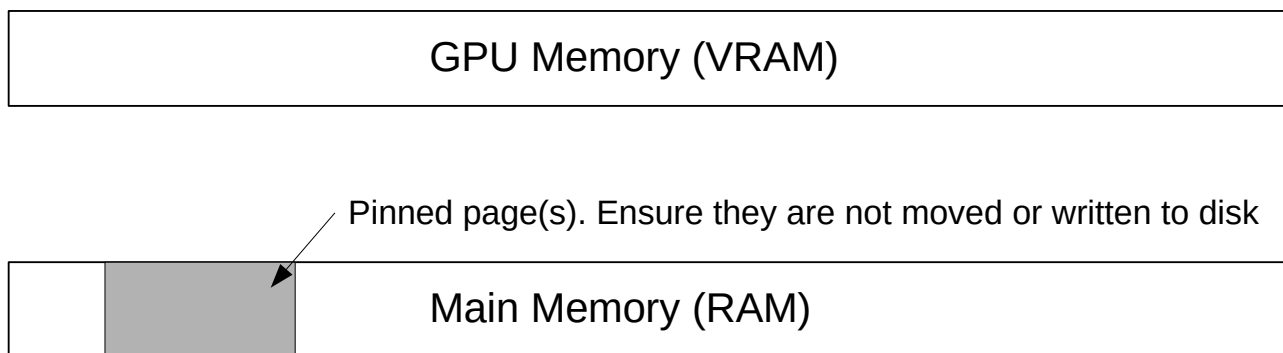 GPU Memory (VRAM)
Pinned page(s). Ensure they are not moved or written to disk
Main Memory (RAM)